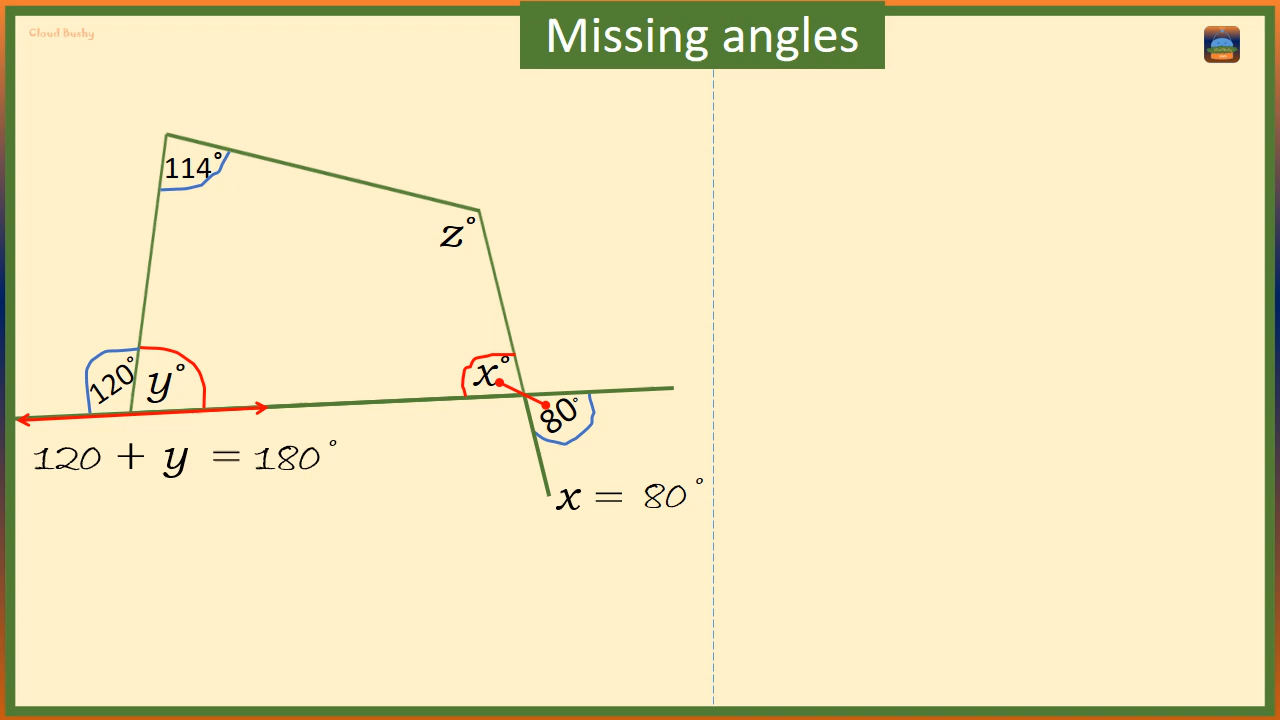 Cloud Bushy
Missing angles
114°
z°
120°
y°
x°
80°
120 + y = 180°
x = 80°